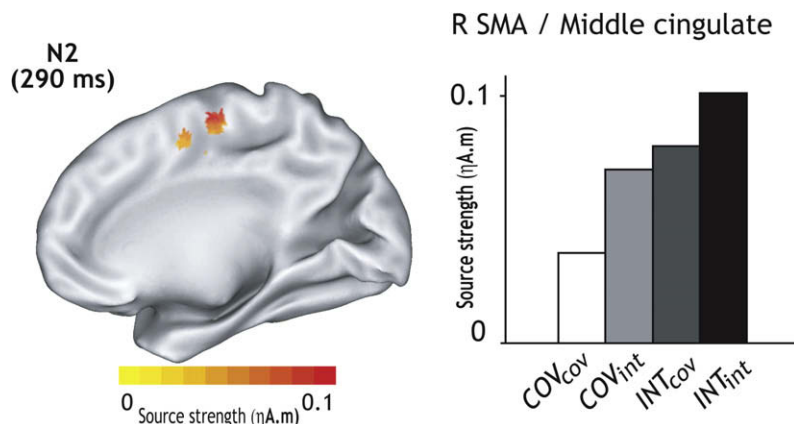 N2
(290 ms)
0
0.1
Source strength (ηA.m)
R SMA / Middle cingulate
0.1
Source strength (ηA.m)
0
COVcov
COVint
INTcov
INTint